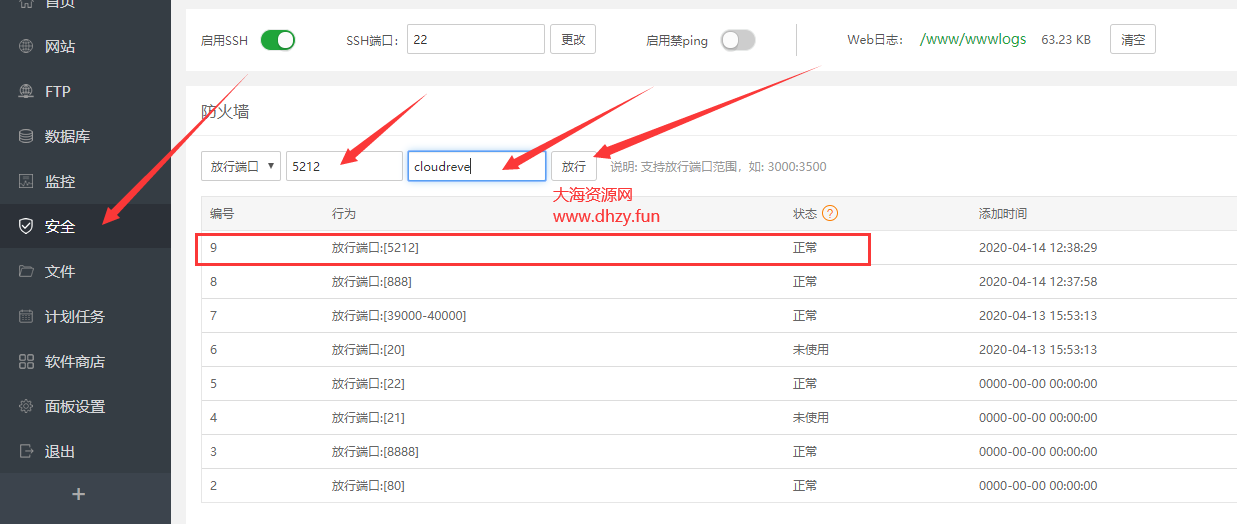 首页
网站
FTP
数据库
监控
安全
文件
计划任务
软件商店
面板设置
退出
+
启用SSH SSH端口： 22 更改 启用禁ping Web日志： /www/wwwlogs 63.23 KB 清空
防火墙
放行端口 ▼ 5212 cloudreve 放行 说明: 支持放行端口范围，如: 3000:3500
大海资源网
www.dhzy.fun
编号 行为 状态 ? 添加时间
9 放行端口:[5212] 正常 2020-04-14 12:38:29
8 放行端口:[888] 正常 2020-04-14 12:37:58
7 放行端口:[39000-40000] 正常 2020-04-13 15:53:13
6 放行端口:[20] 未使用 2020-04-13 15:53:13
5 放行端口:[22] 正常 0000-00-00 00:00:00
4 放行端口:[21] 未使用 0000-00-00 00:00:00
3 放行端口:[8888] 正常 0000-00-00 00:00:00
2 放行端口:[80] 正常 0000-00-00 00:00:00